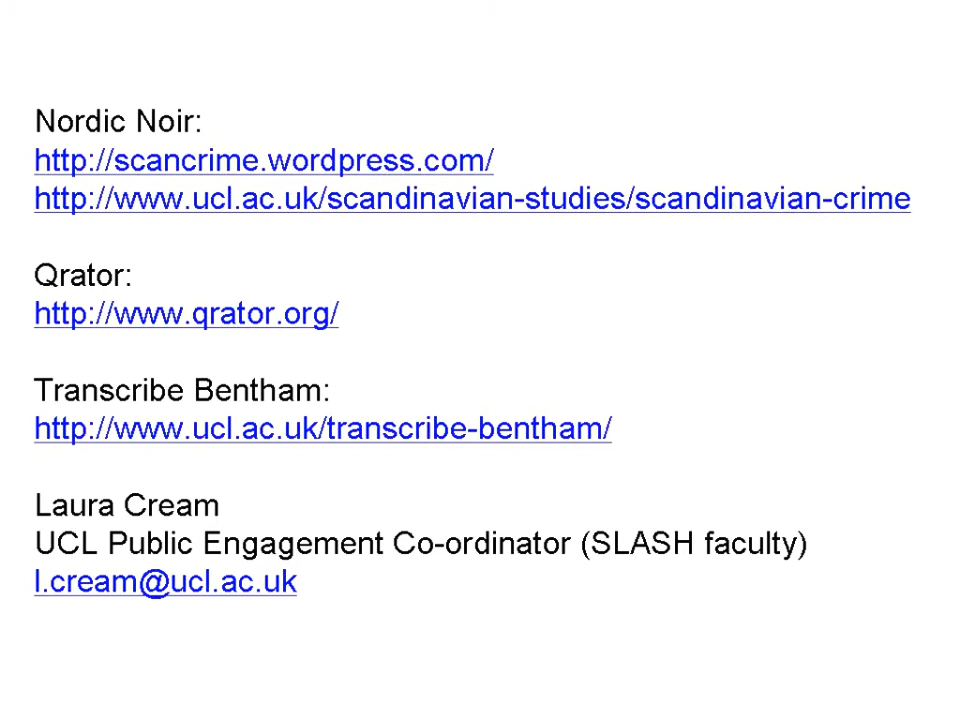 Nordic Noir:
http://scancrime.wordpress.com/
http://www.ucl.ac.uk/scandinavian-studies/scandinavian-crime
Qrator:
http://www.qrator.org/
Transcribe Bentham:
http://www.ucl.ac.uk/transcribe-bentham/
Laura Cream
UCL Public Engagement Co-ordinator (SLASH faculty)
l.cream@ucl.ac.uk